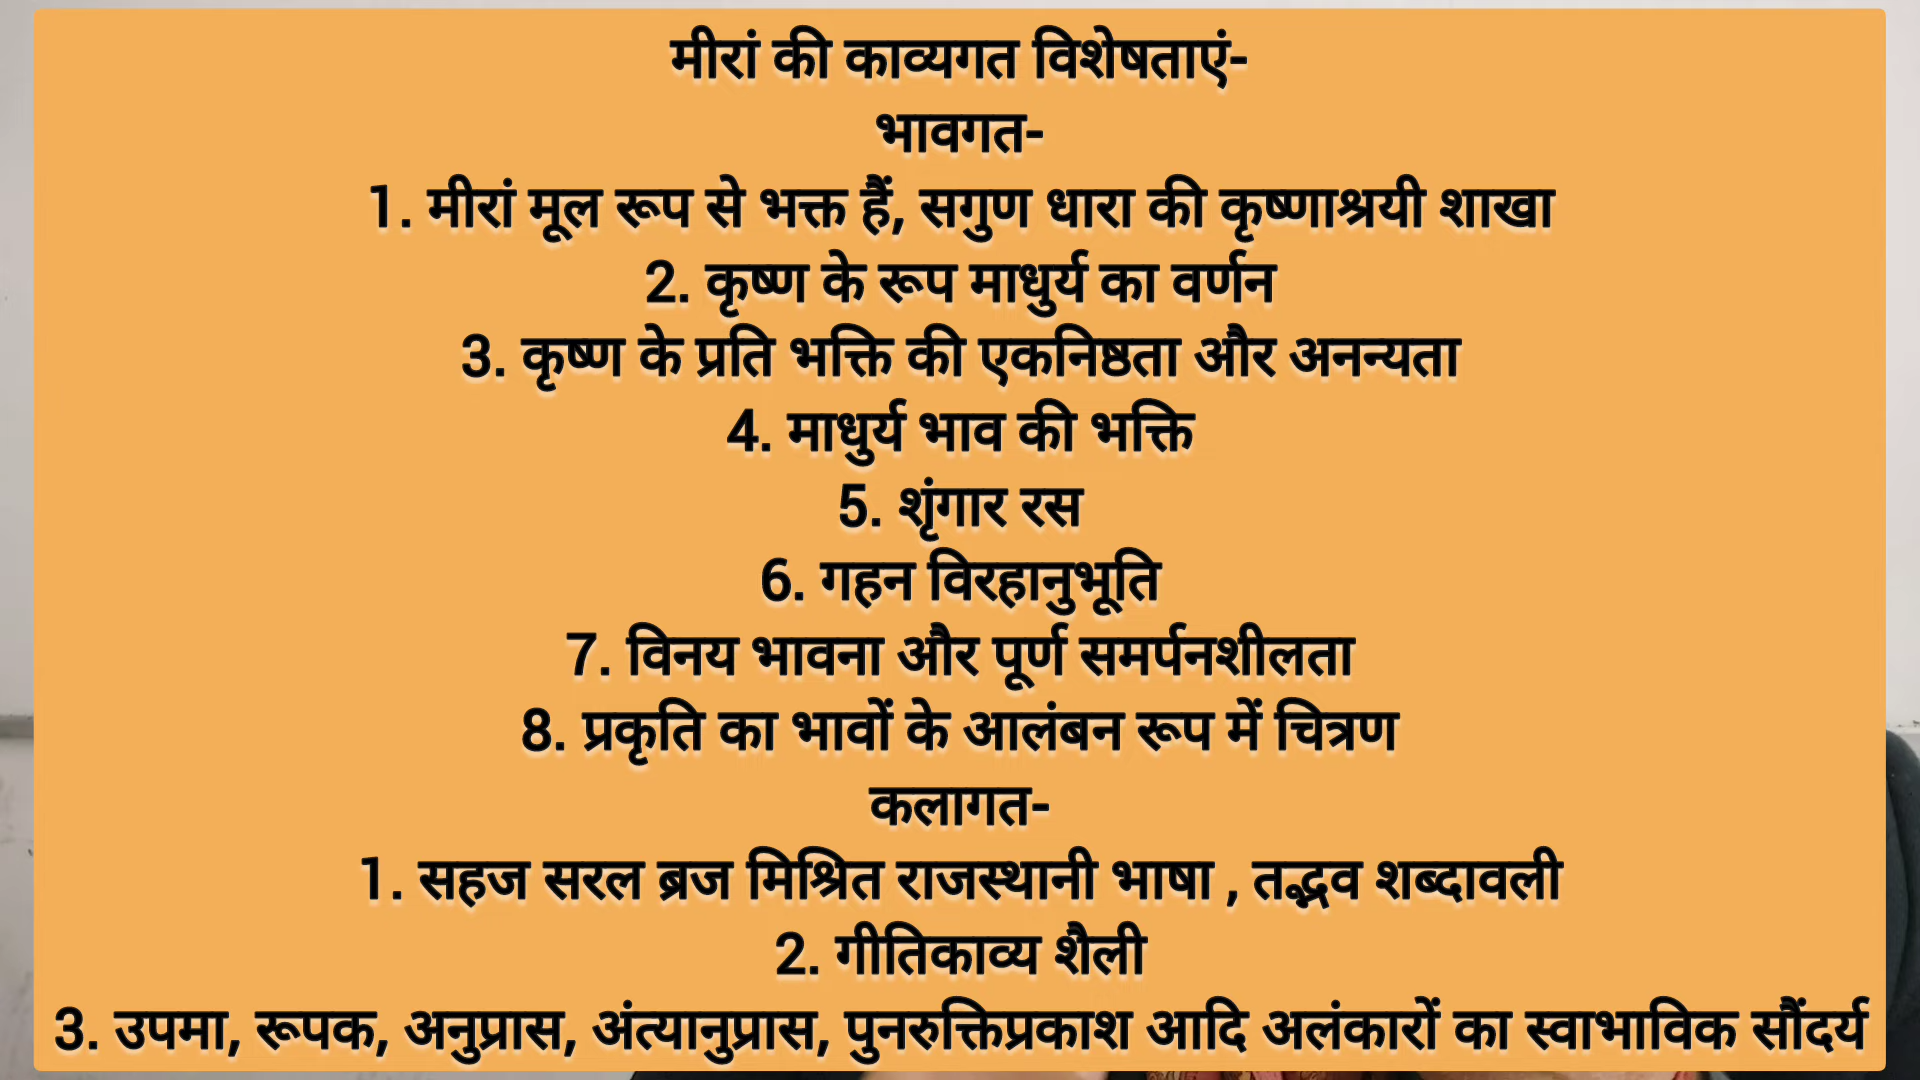 मीरां की काव्यगत विशेषताएं-
भावगत-
1. मीरां मूल रूप से भक्त हैं, सगुण धारा की कृष्णाश्रयी शाखा
2. कृष्ण के रूप माधुर्य का वर्णन
3. कृष्ण के प्रति भक्ति की एकनिष्ठता और अनन्यता
4. माधुर्य भाव की भक्ति
5. शृंगार रस
6. गहन विरहानुभूति
7. विनय भावना और पूर्ण समर्पनशीलता
8. प्रकृति का भावों के आलंबन रूप में चित्रण
कलागत-
1. सहज सरल ब्रज मिश्रित राजस्थानी भाषा , तद्भव शब्दावली
2. गीतिकाव्य शैली
3. उपमा, रूपक, अनुप्रास, अंत्यानुप्रास, पुनरुक्तिप्रकाश आदि अलंकारों का स्वाभाविक सौंदर्य